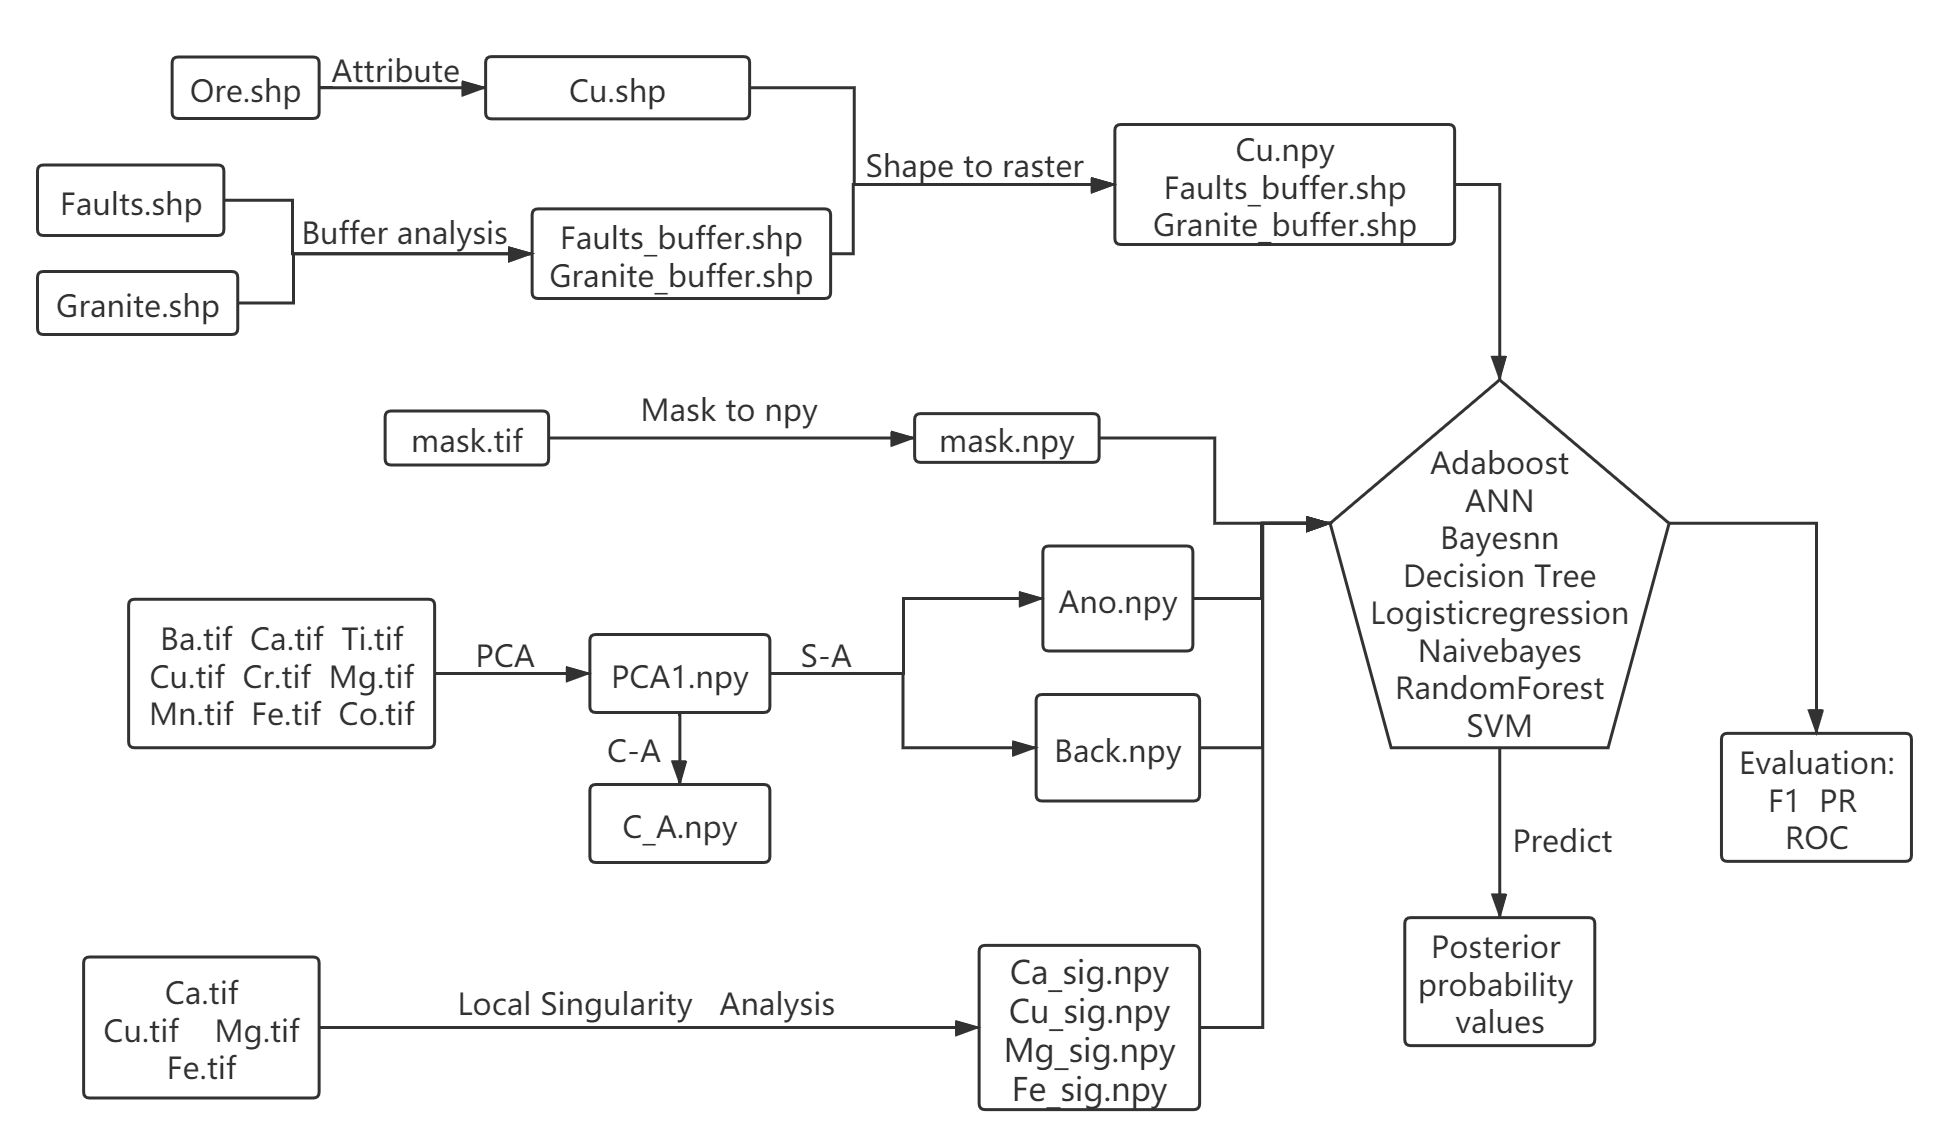 Ore.shp
Attribute
Cu.shp
Faults.shp
Granite.shp
Buffer analysis
Faults_buffer.shp
Granite_buffer.shp
Shape to raster
Cu.npy
Faults_buffer.shp
Granite_buffer.shp
mask.tif
Mask to npy
mask.npy
Ba.tif Ca.tif Ti.tif
Cu.tif Cr.tif Mg.tif
Mn.tif Fe.tif Co.tif
PCA
PCA1.npy
C-A
C_A.npy
S-A
Ano.npy
Back.npy
Ca.tif
Cu.tif Mg.tif
Fe.tif
Local Singularity Analysis
Ca_sig.npy
Cu_sig.npy
Mg_sig.npy
Fe_sig.npy
Adaboost
ANN
Bayesnn
Decision Tree
Logisticregression
Naivebayes
RandomForest
SVM
Predict
Posterior
probability
values
Evaluation:
F1 PR
ROC